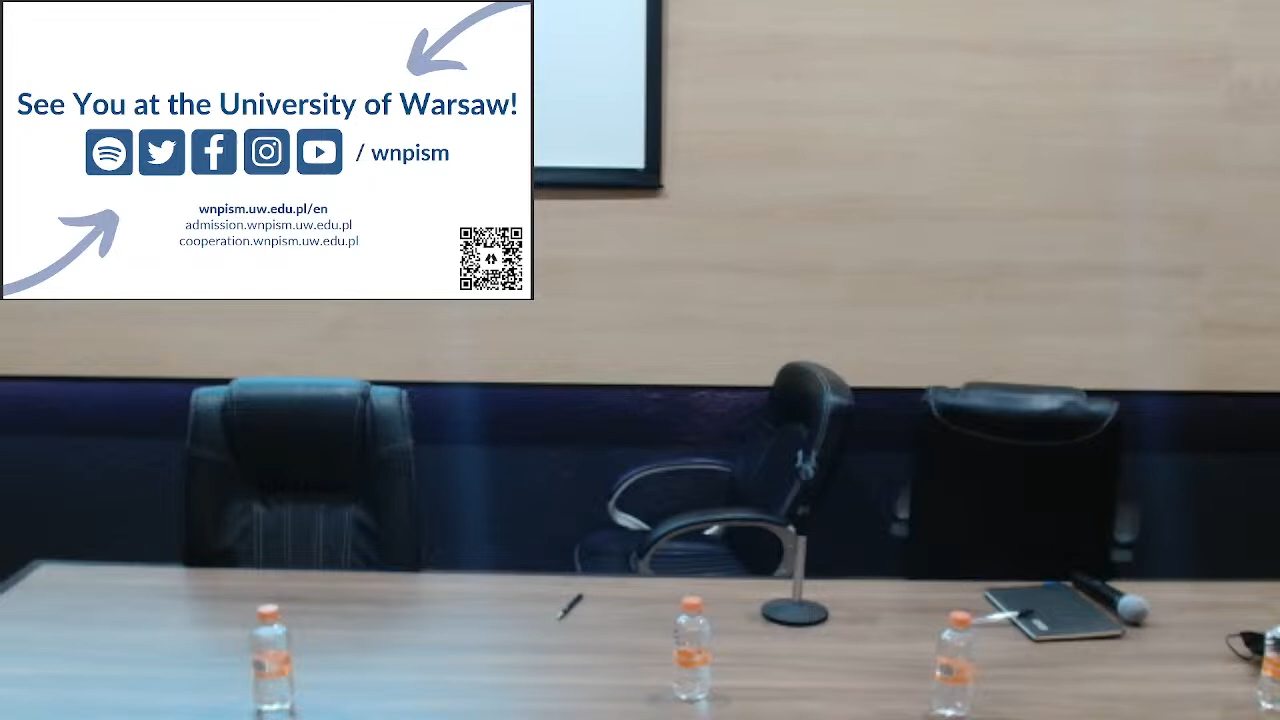 See You at the University of Warsaw!
/ wnpism
wnpism.uw.edu.pl/en
admission.wnpism.uw.edu.pl
cooperation.wnpism.uw.edu.pl